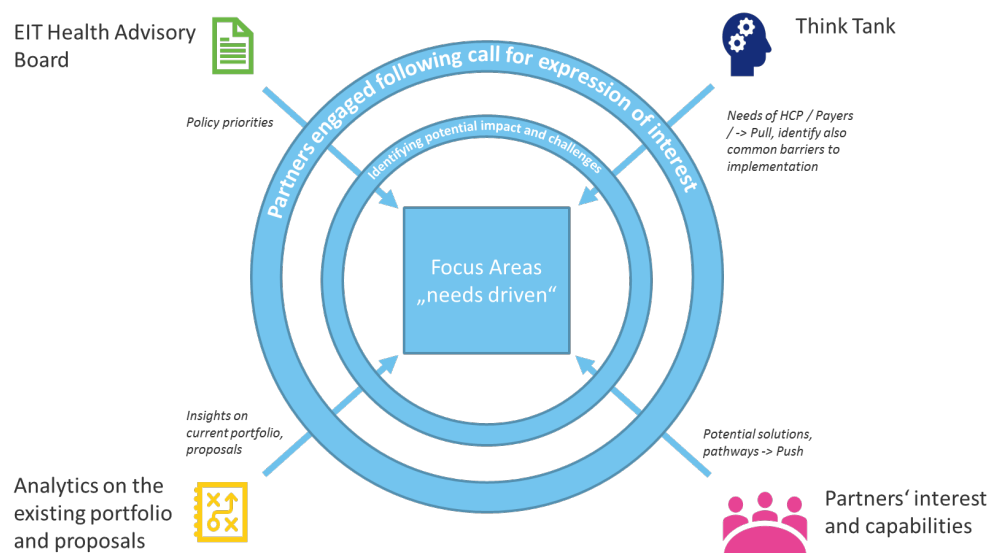 EIT Health Advisory
Board
Think Tank
Partners engaged following call for expression of interest
Policy priorities
Needs of HCP / Payers
/ -> Pull, identify also
common barriers to
implementation
Identifying potential impact and challenges
Focus Areas
„needs driven“
Insights on
current portfolio,
proposals
Potential solutions,
pathways -> Push
Analytics on the
existing portfolio
and proposals
Partners‘ interest
and capabilities